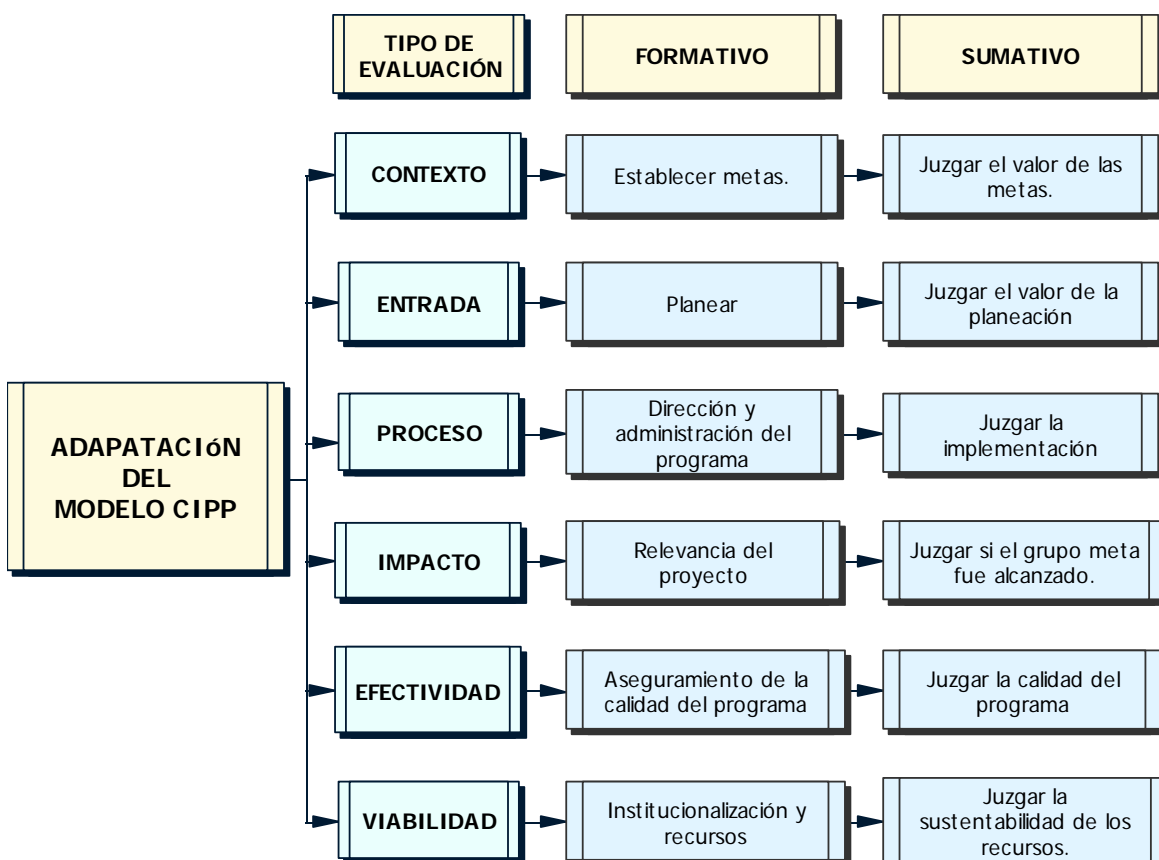 TIPO DE
EVALUACIÓN
FORMATIVO
SUMATIVO
CONTEXTO
Establecer metas.
Juzgar el valor de las
metas.
ENTRADA
Planear
Juzgar el valor de la
planeación
ADAPATACIóN
DEL
MODELO CIPP
PROCESO
Dirección y
administración del
programa
Juzgar la
implementación
IMPACTO
Relevancia del
proyecto
Juzgar si el grupo meta
fue alcanzado.
EFECTIVIDAD
Aseguramiento de la
calidad del programa
Juzgar la calidad del
programa
VIABILIDAD
Institucionalización y
recursos
Juzgar la
sustentabilidad de los
recursos.